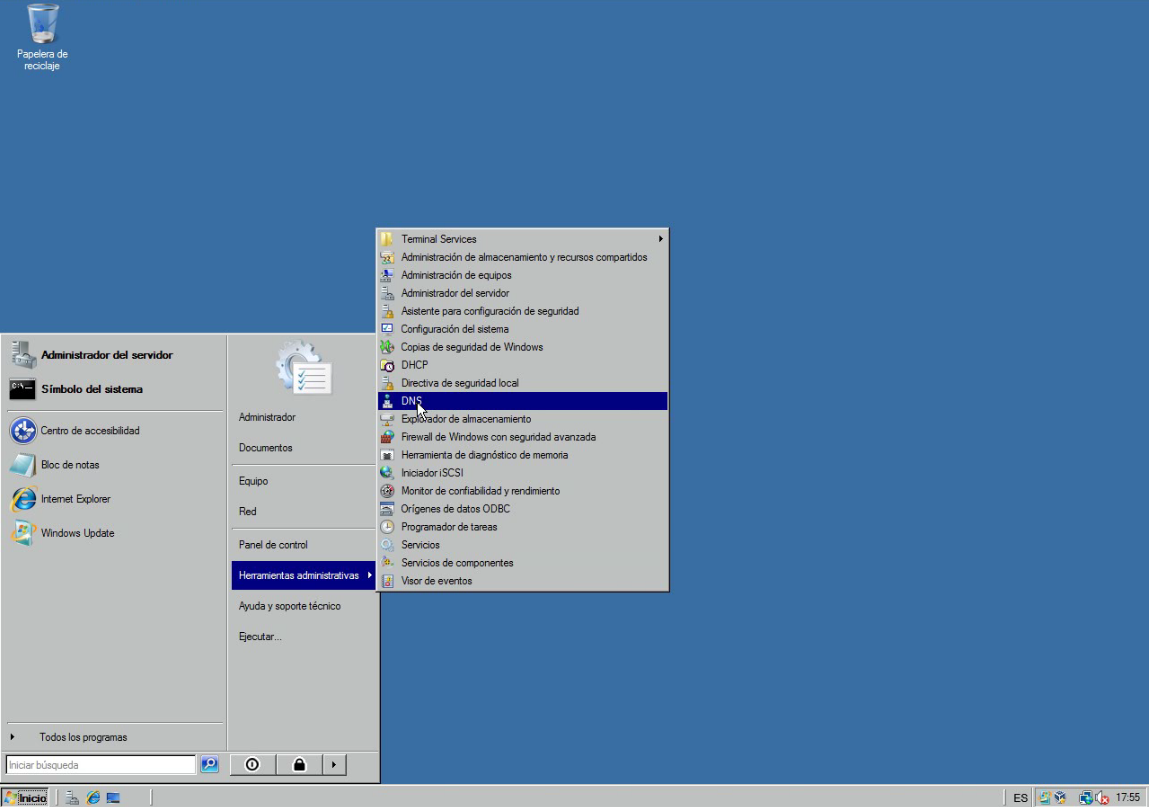 Papelera de
reciclaje
Terminal Services
Administración de almacenamiento y recursos compartidos
Administración de equipos
Administrador del servidor
Asistente para configuración de seguridad
Configuración del sistema
Copias de seguridad de Windows
DHCP
Directiva de seguridad local
DNS
Explorador de almacenamiento
Firewall de Windows con seguridad avanzada
Herramienta de diagnóstico de memoria
Iniciador iSCSI
Monitor de confiabilidad y rendimiento
Orígenes de datos ODBC
Programador de tareas
Servicios
Servicios de componentes
Visor de eventos
Administrador del servidor
Símbolo del sistema
Centro de accesibilidad
Bloc de notas
Internet Explorer
Windows Update
Todos los programas
Iniciar búsqueda
Administrador
Documentos
Equipo
Red
Panel de control
Herramientas administrativas
Ayuda y soporte técnico
Ejecutar...
Inicio
ES
17:55